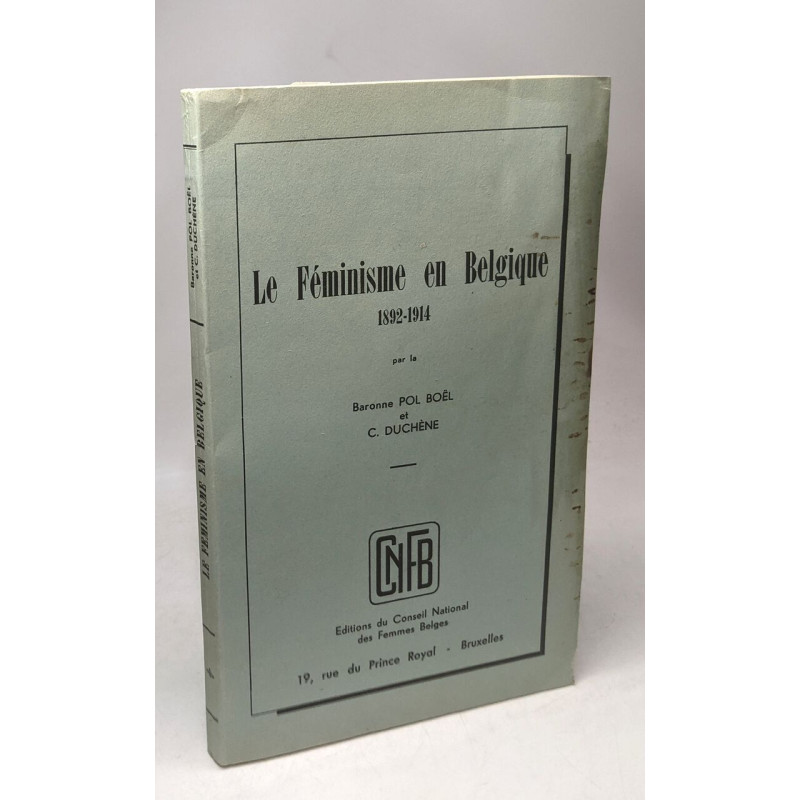 Baronne POL BOËL
et C. DUCHÈNE
LE FÉMINISME EN BELGIQUE
Le Féminisme en Belgique
1892-1914
par la
Baronne POL BOËL
et
C. DUCHÈNE
CNFB
Editions du Conseil National
des Femmes Belges
19, rue du Prince Royal - Bruxelles